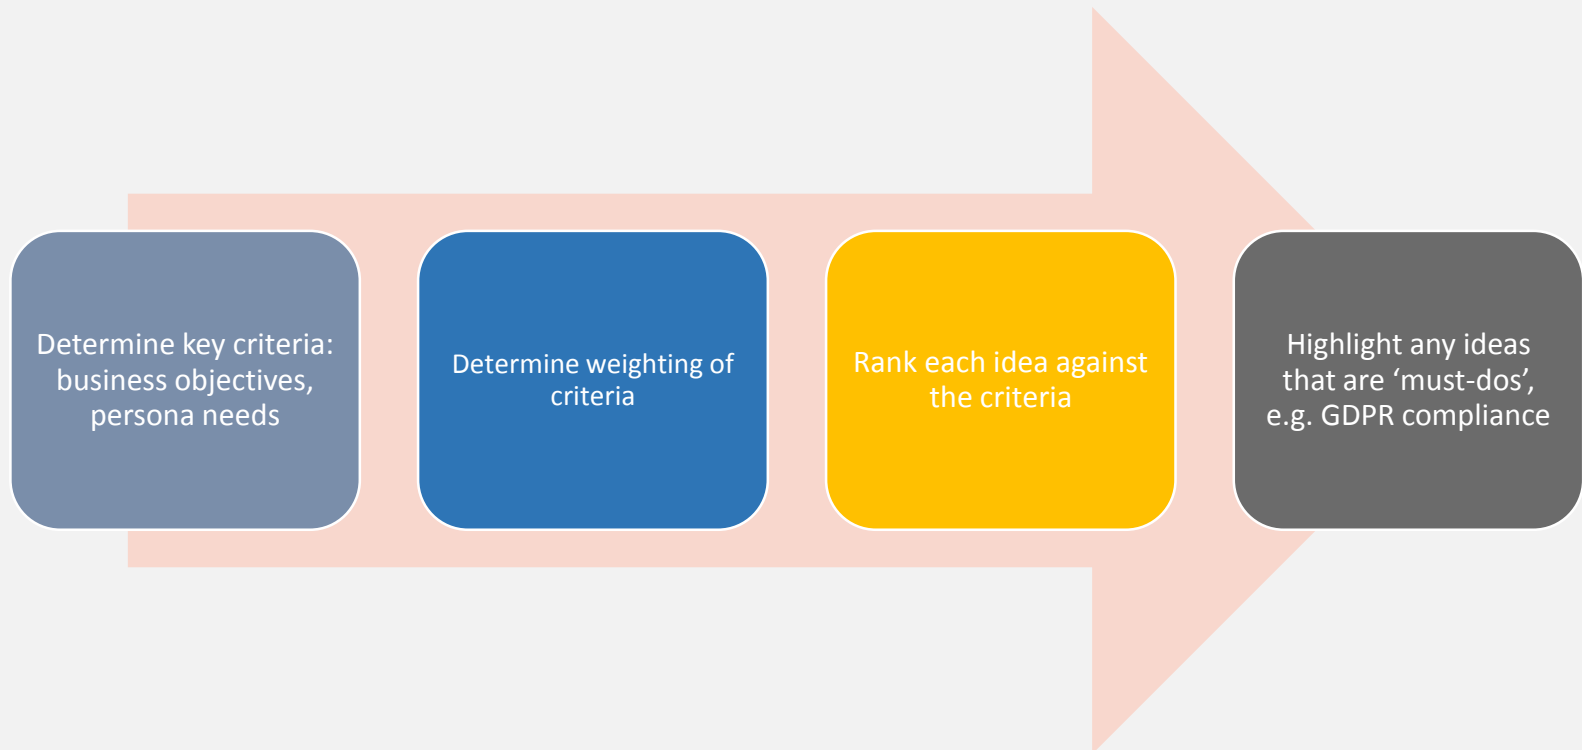 Determine key criteria:
business objectives,
persona needs
Determine weighting of
criteria
Rank each idea against
the criteria
Highlight any ideas
that are ‘must-dos’,
e.g. GDPR compliance